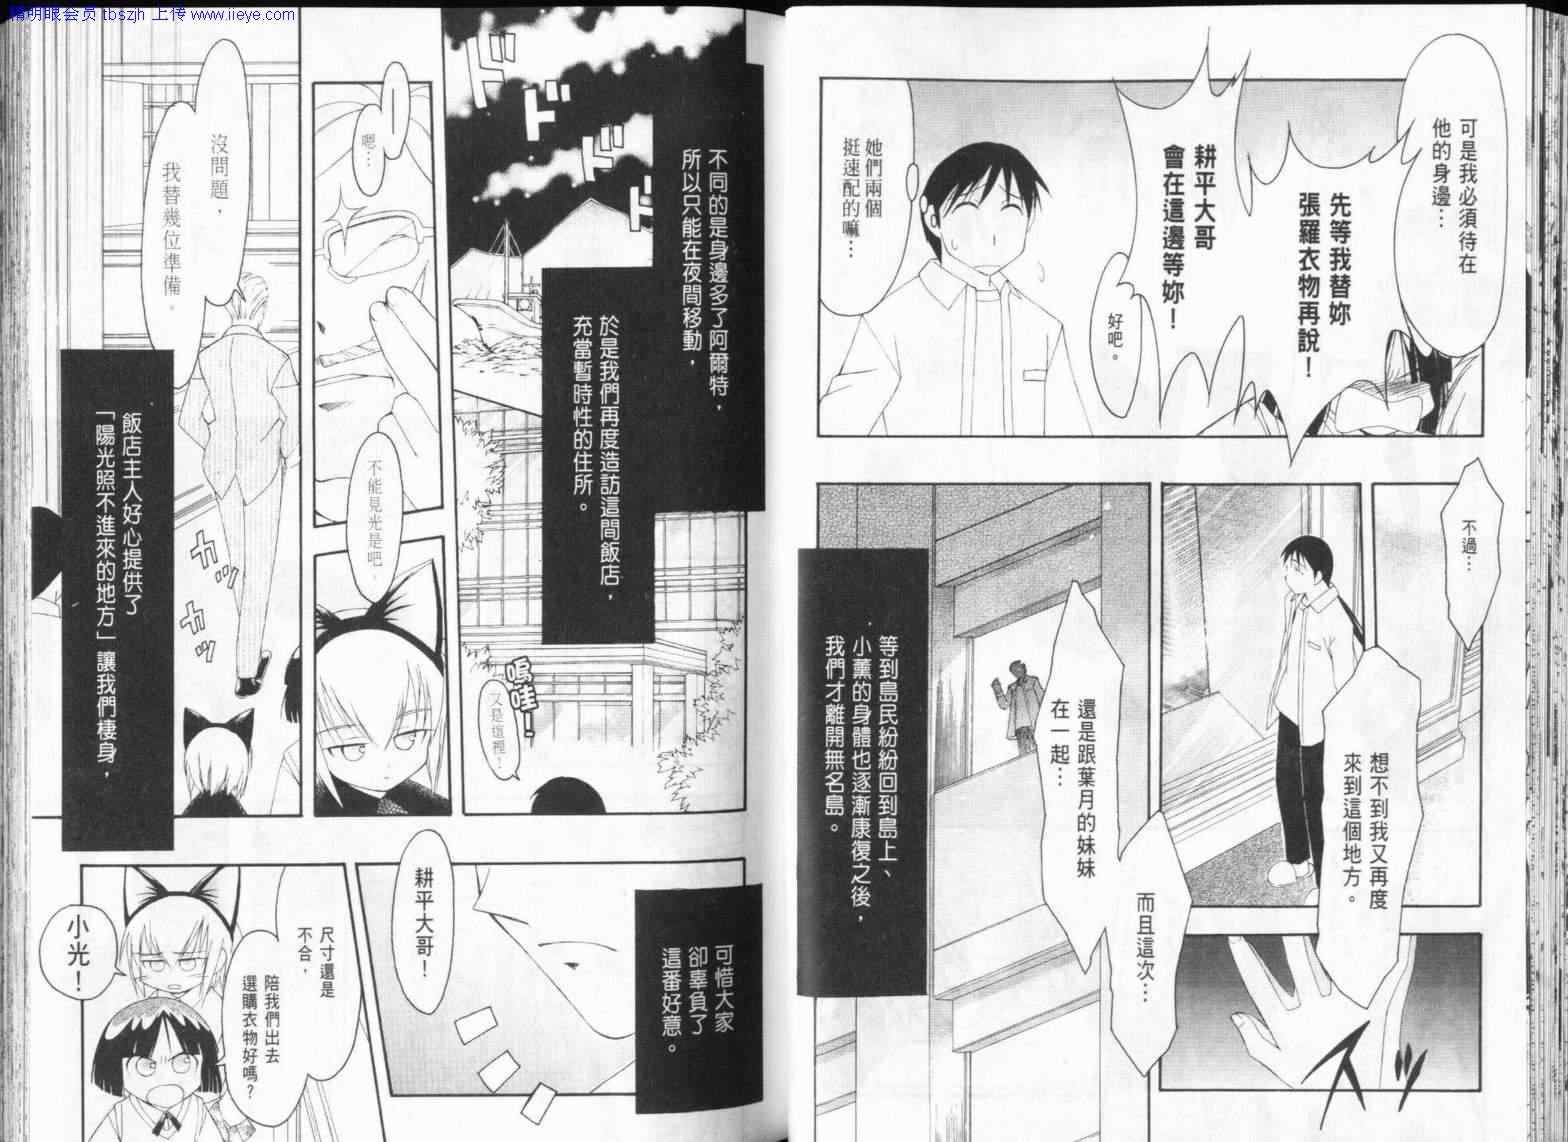 精明眼会员 tbszjh 上传 www.iieye.com
可是我必須待在
他的身邊…
先等我替妳
張羅衣物再說！
耕平大哥
會在這邊等妳！
好吧。
她們兩個
挺速配的嘛…
不過…
想不到我又再度
來到這個地方。
還是跟葉月的妹妹
在一起…
等到島民紛紛回到島上、
小薰的身體也逐漸康復之後，
我們才離開無名島。
而且這次…
ズッ
不同的是身邊多了阿爾特，
所以只能在夜間移動，
ドドドド
於是我們再度造訪這間飯店，
充當暫時性的住所。
嗚哇！
又是這裡！
嗯…
不能見光是吧，
沒問題，
我替幾位準備。
カッ
カッ
飯店主人好心提供了
「陽光照不進來的地方」讓我們棲身，
可惜大家
卻辜負了
這番好意。
耕平大哥！
尺寸還是
不合，
陪我們出去
選購衣物好嗎？
小光！